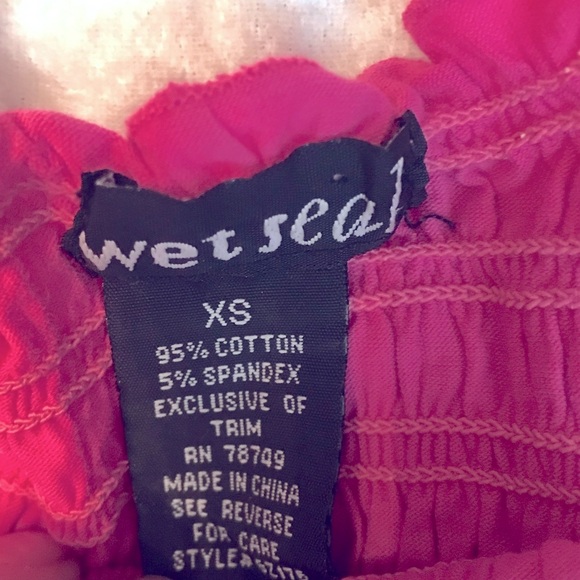 wet seal
XS
95% COTTON
5% SPANDEX
EXCLUSIVE OF
TRIM
RN 78749
MADE IN CHINA
SEE REVERSE
FOR CARE
STYLE#